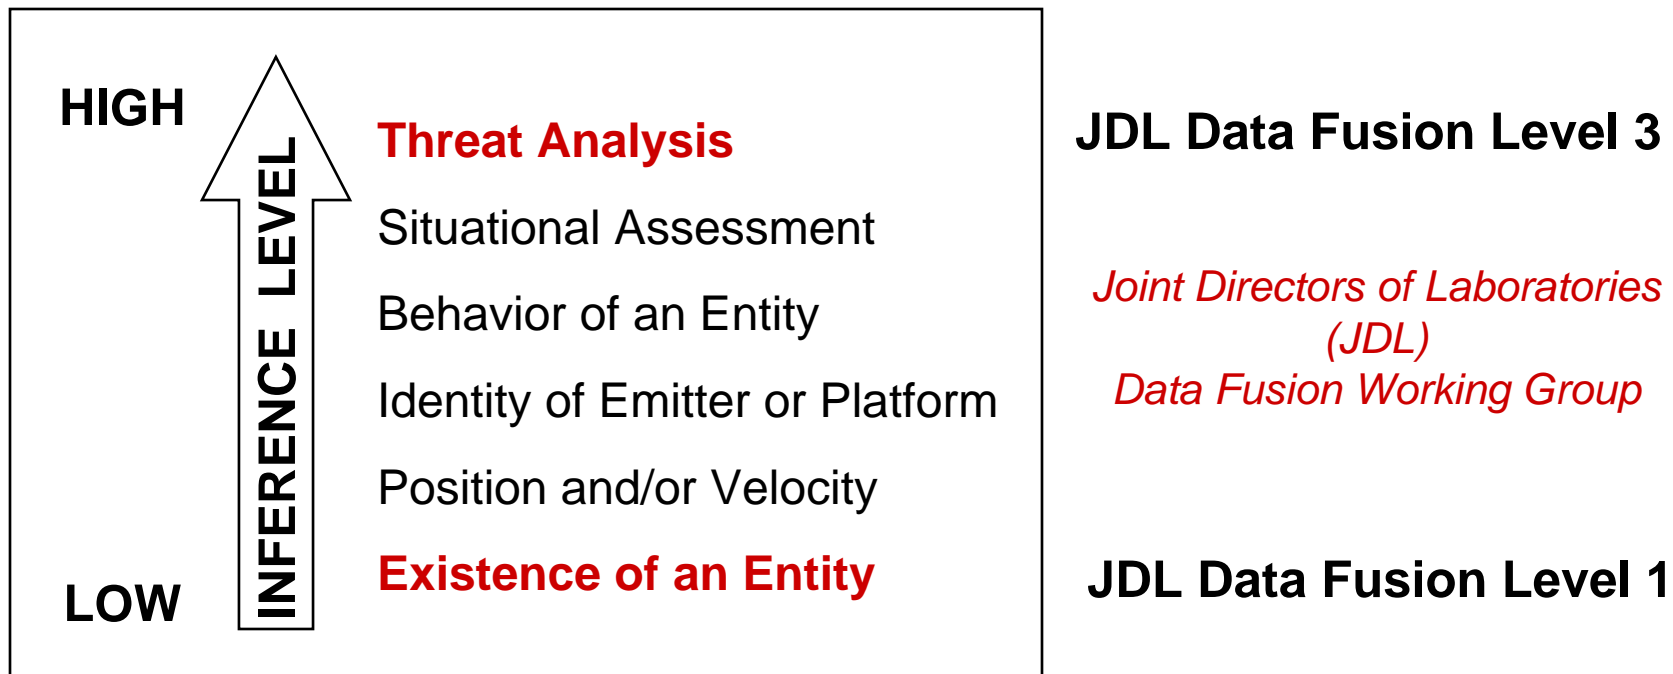 HIGH
INFERENCE LEVEL
LOW
Threat Analysis
Situational Assessment
Behavior of an Entity
Identity of Emitter or Platform
Position and/or Velocity
Existence of an Entity
JDL Data Fusion Level 3
Joint Directors of Laboratories
(JDL)
Data Fusion Working Group
JDL Data Fusion Level 1